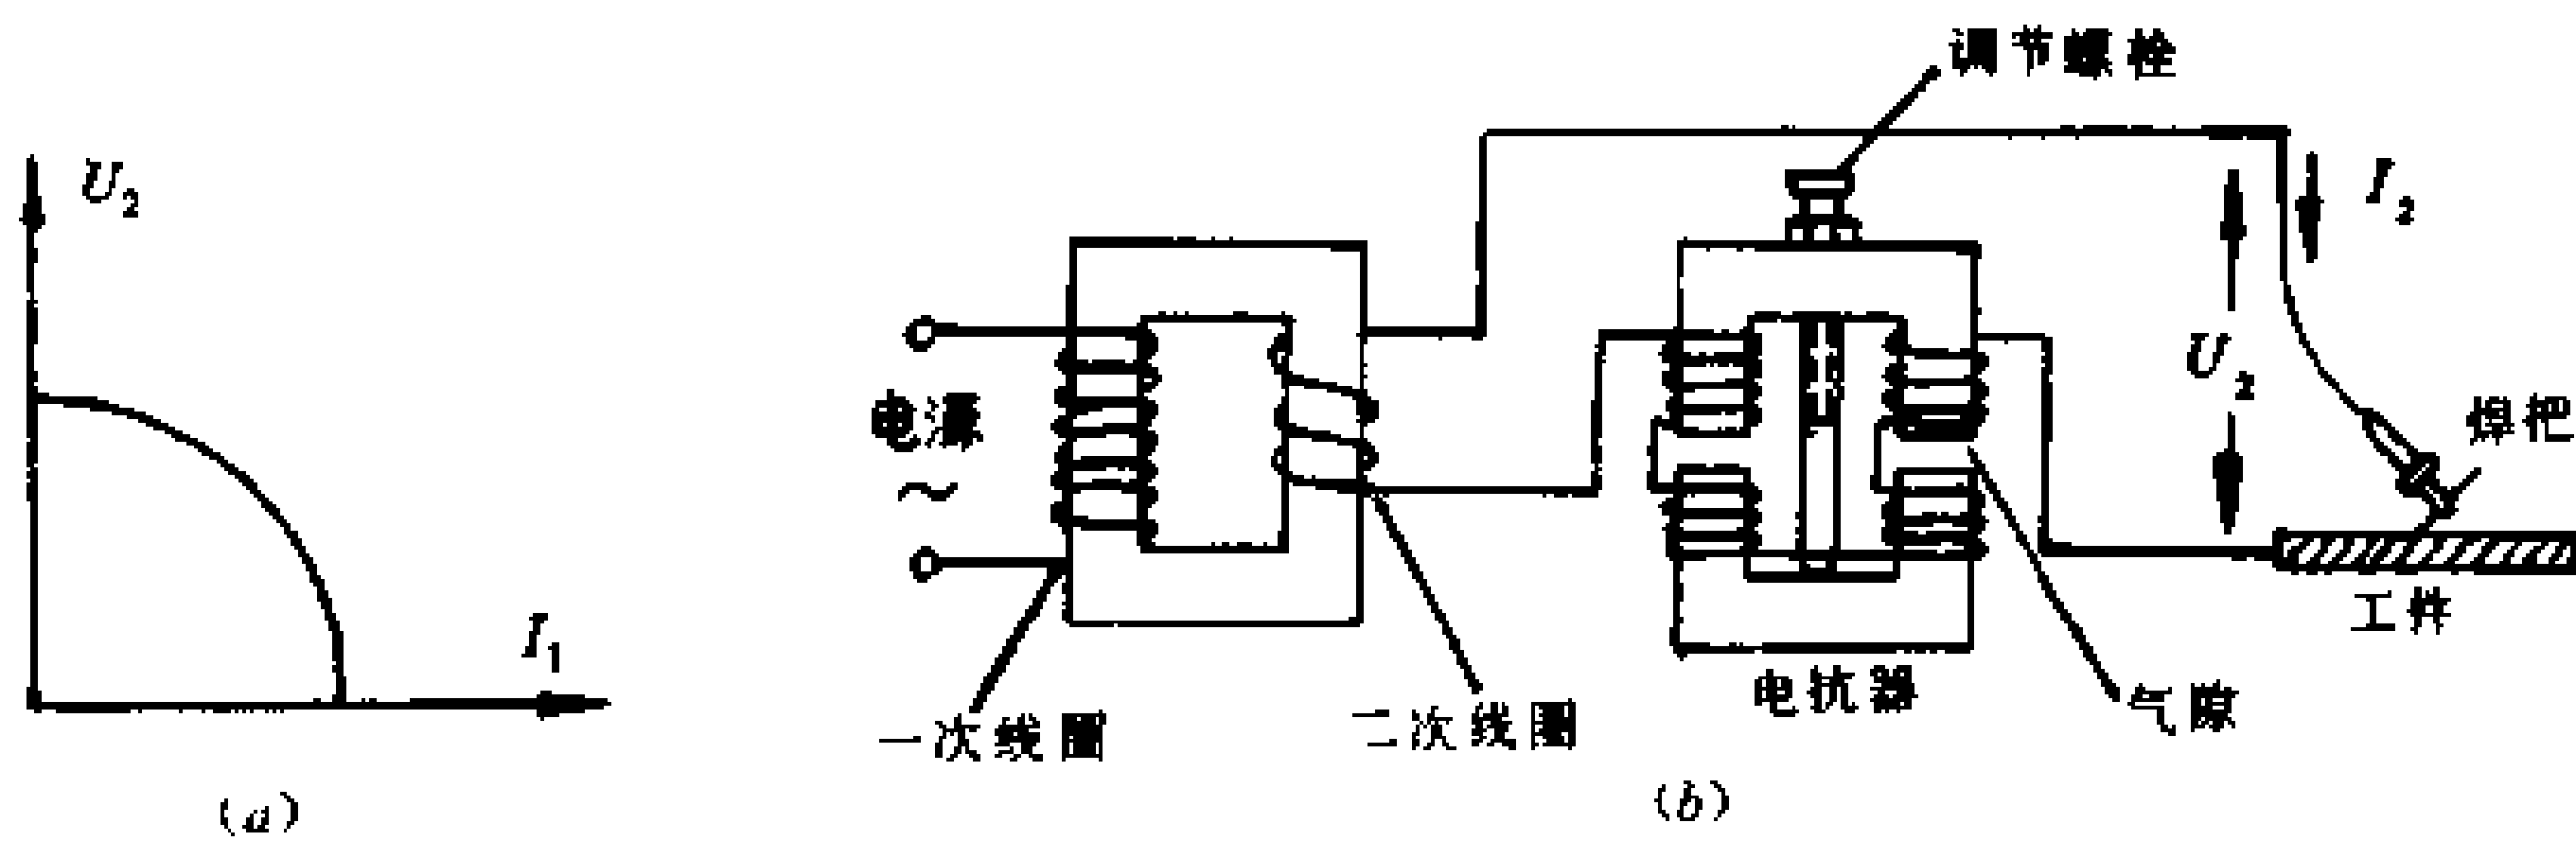 调节螺栓
U₂
I₂
电源
～
U₂
焊把
I₁
工件
电抗器
气隙
一次线圈
二次线圈
(a)
(b)